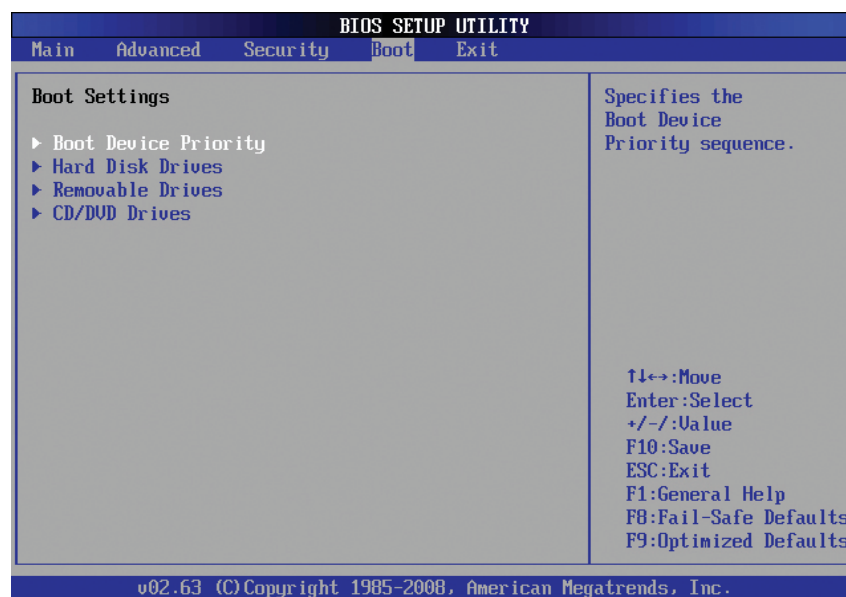 BIOS SETUP UTILITY
Main Advanced Security Boot Exit
Boot Settings
▶ Boot Device Priority
▶ Hard Disk Drives
▶ Removable Drives
▶ CD/DVD Drives
Specifies the
Boot Device
Priority sequence.
↑↓←→:Move
Enter:Select
+/-/:Value
F10:Save
ESC:Exit
F1:General Help
F8:Fail-Safe Defaults
F9:Optimized Defaults
v02.63 (C)Copyright 1985-2008, American Megatrends, Inc.